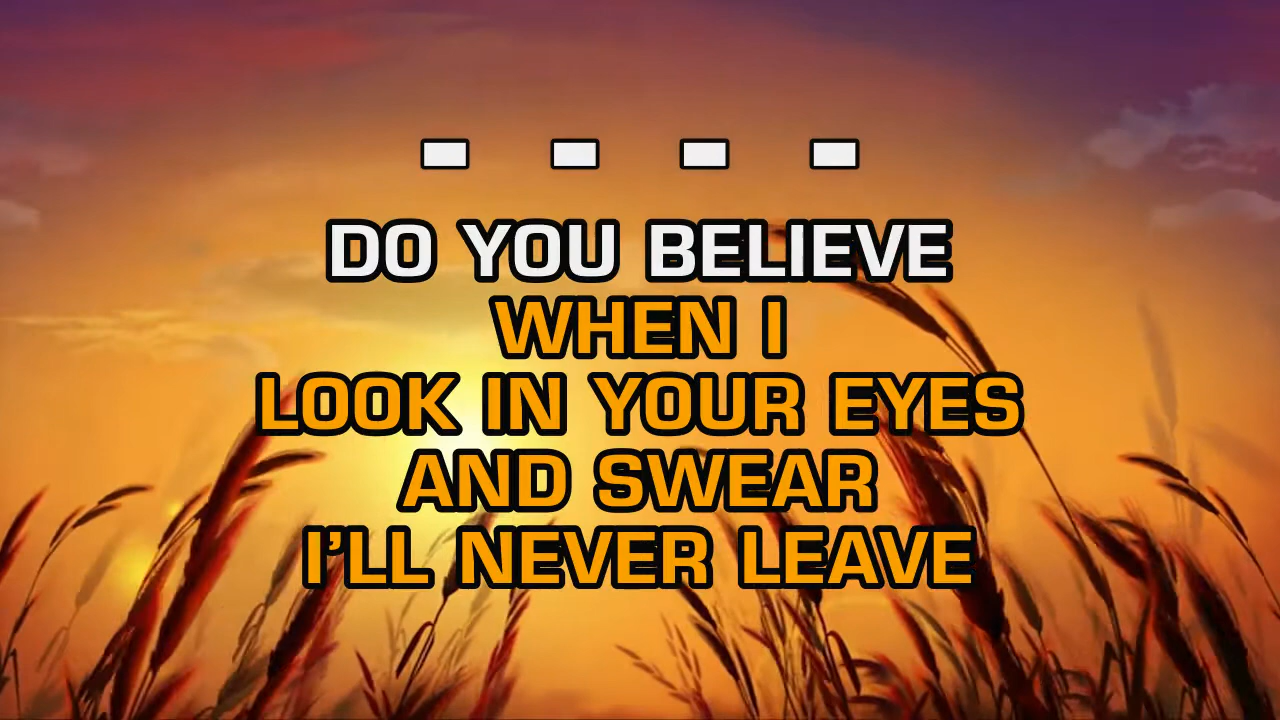 - - - -
DO YOU BELIEVE
WHEN I
LOOK IN YOUR EYES
AND SWEAR
I'LL NEVER LEAVE